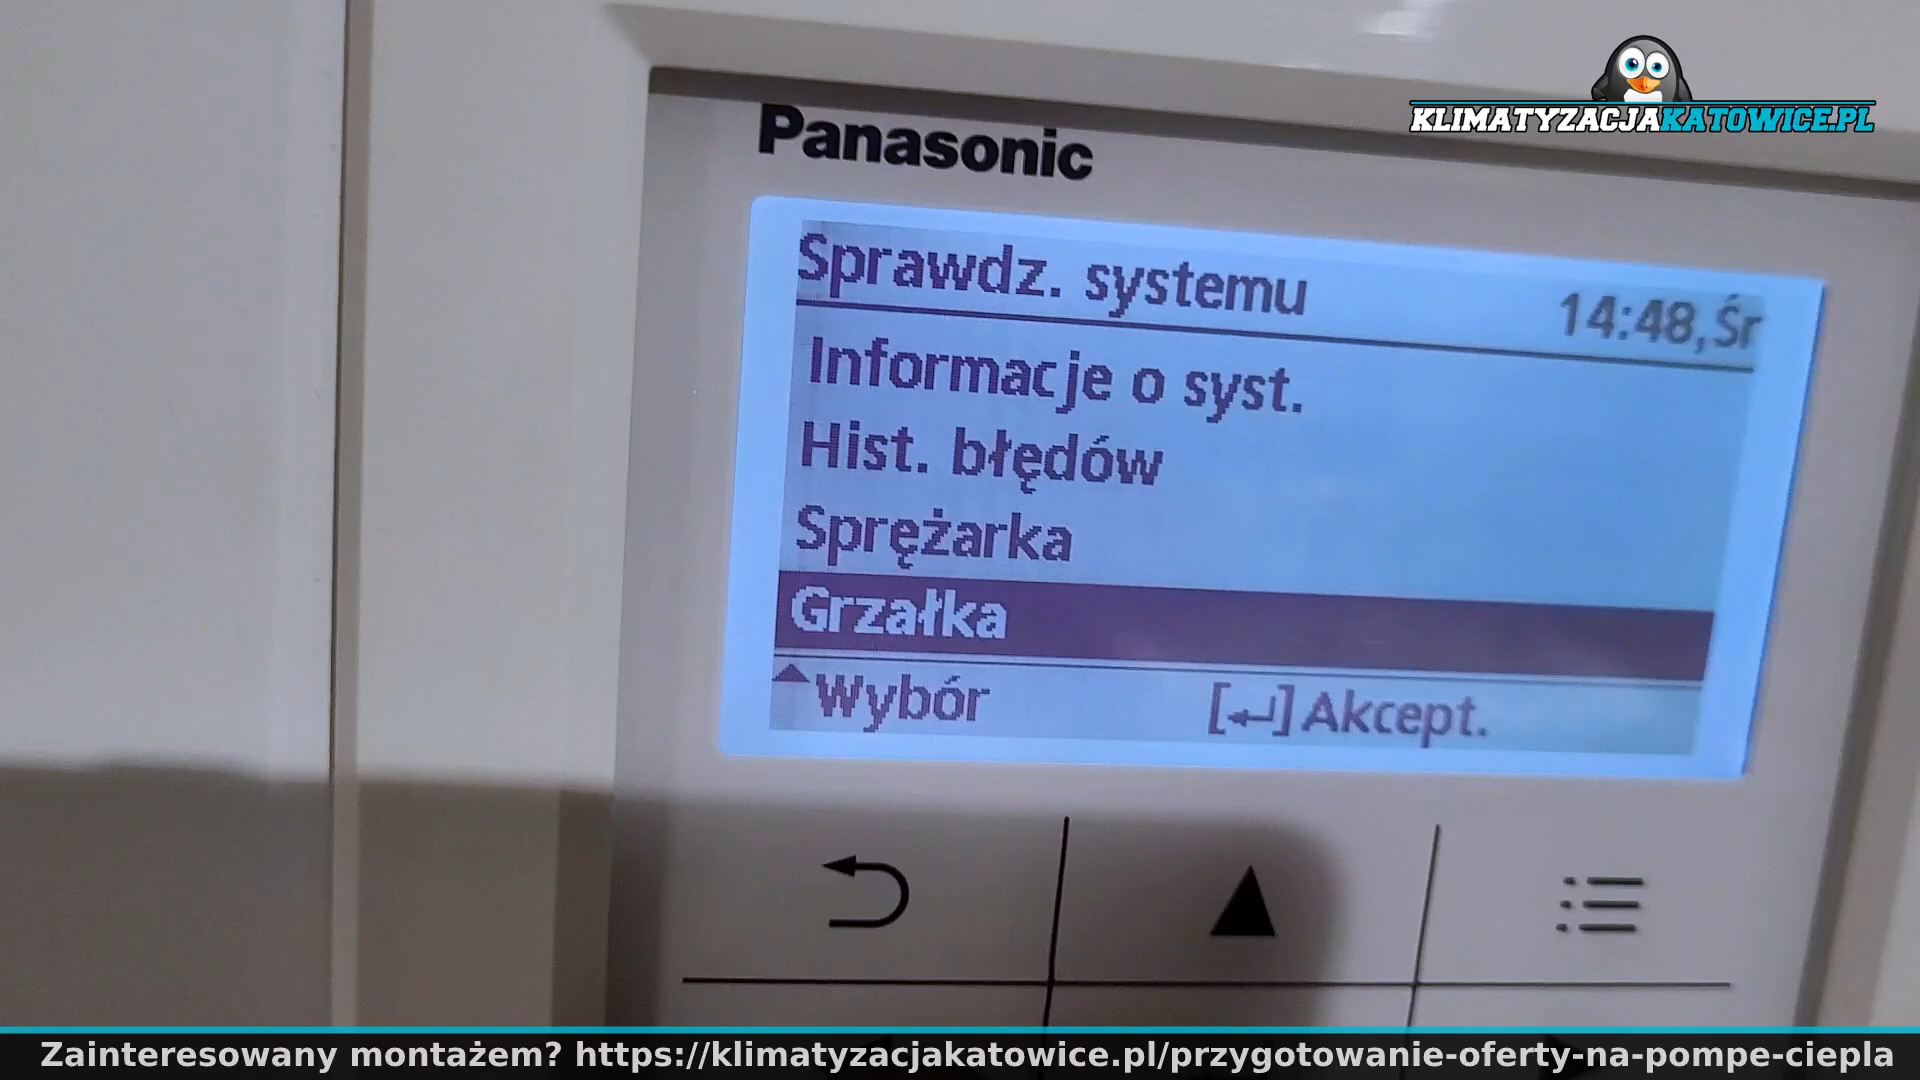 KLIMATYZACJAKATOWICE.PL
Panasonic
Sprawdz. systemu 14:48,Śr
Informacje o syst.
Hist. błędów
Sprężarka
Grzałka
Wybór [↵]Akcept.
Zainteresowany montażem? https://klimatyzacjakatowice.pl/przygotowanie-oferty-na-pompe-ciepla